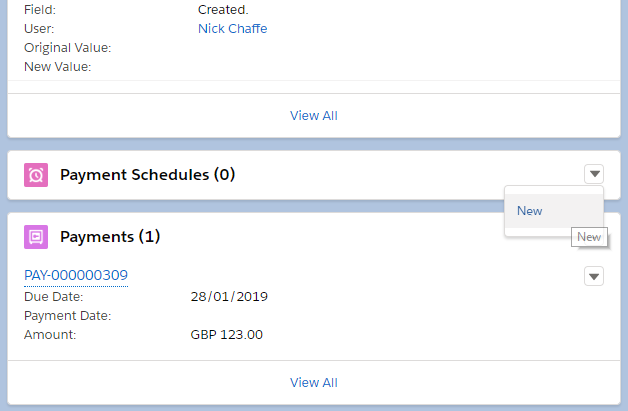 Field: Created.
User: Nick Chaffe
Original Value:
New Value:
View All
Payment Schedules (0)
New
New
Payments (1)
PAY-000000309
Due Date: 28/01/2019
Payment Date:
Amount: GBP 123.00
View All